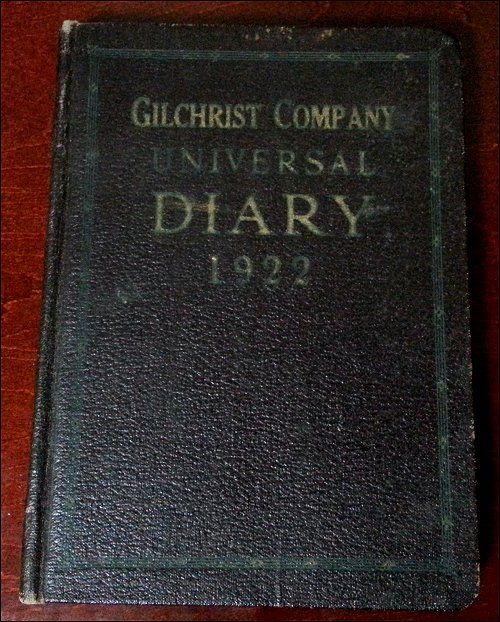 GILCHRIST COMPANY
UNIVERSAL
DIARY
1922